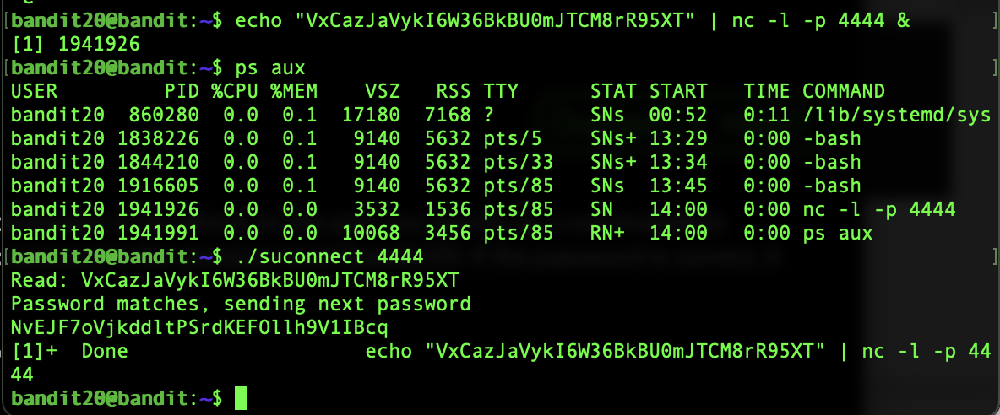 bandit20@bandit:~$ echo "VxCazJaVykI6W36BkBU0mJTCM8rR95XT" | nc -l -p 4444 &
[1] 1941926
bandit20@bandit:~$ ps aux
USER         PID %CPU %MEM    VSZ   RSS TTY      STAT START   TIME COMMAND
bandit20  860280  0.0  0.1  17180  7168 ?        SNs  00:52   0:11 /lib/systemd/sys
bandit20 1838226  0.0  0.1   9140  5632 pts/5    SNs+ 13:29   0:00 -bash
bandit20 1844210  0.0  0.1   9140  5632 pts/33   SNs+ 13:34   0:00 -bash
bandit20 1916605  0.0  0.1   9140  5632 pts/85   SNs  13:45   0:00 -bash
bandit20 1941926  0.0  0.0   3532  1536 pts/85   SN   14:00   0:00 nc -l -p 4444
bandit20 1941991  0.0  0.0  10068  3456 pts/85   RN+  14:00   0:00 ps aux
bandit20@bandit:~$ ./suconnect 4444
Read: VxCazJaVykI6W36BkBU0mJTCM8rR95XT
Password matches, sending next password
NvEJF7oVjkddltPSrdKEFOllh9V1IBcq
[1]+  Done                    echo "VxCazJaVykI6W36BkBU0mJTCM8rR95XT" | nc -l -p 44
44
bandit20@bandit:~$